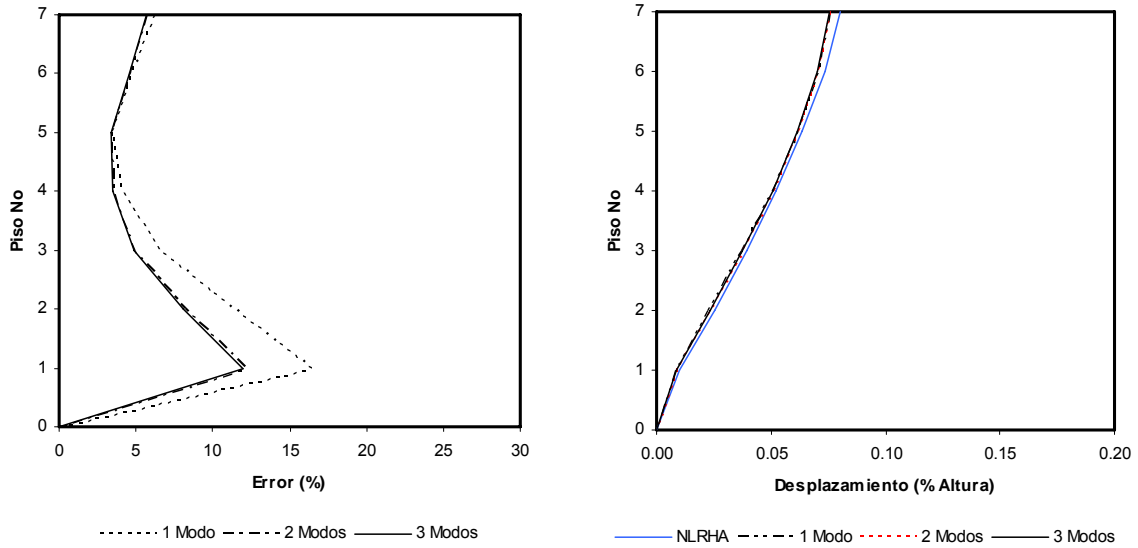 7
6
5
4
3
2
1
0
Piso No
0 5 10 15 20 25 30
Error (%)
1 Modo 2 Modos 3 Modos
7
6
5
4
3
2
1
0
Piso No
0.00 0.05 0.10 0.15 0.20
Desplazamiento (% Altura)
NLRHA 1 Modo 2 Modos 3 Modos